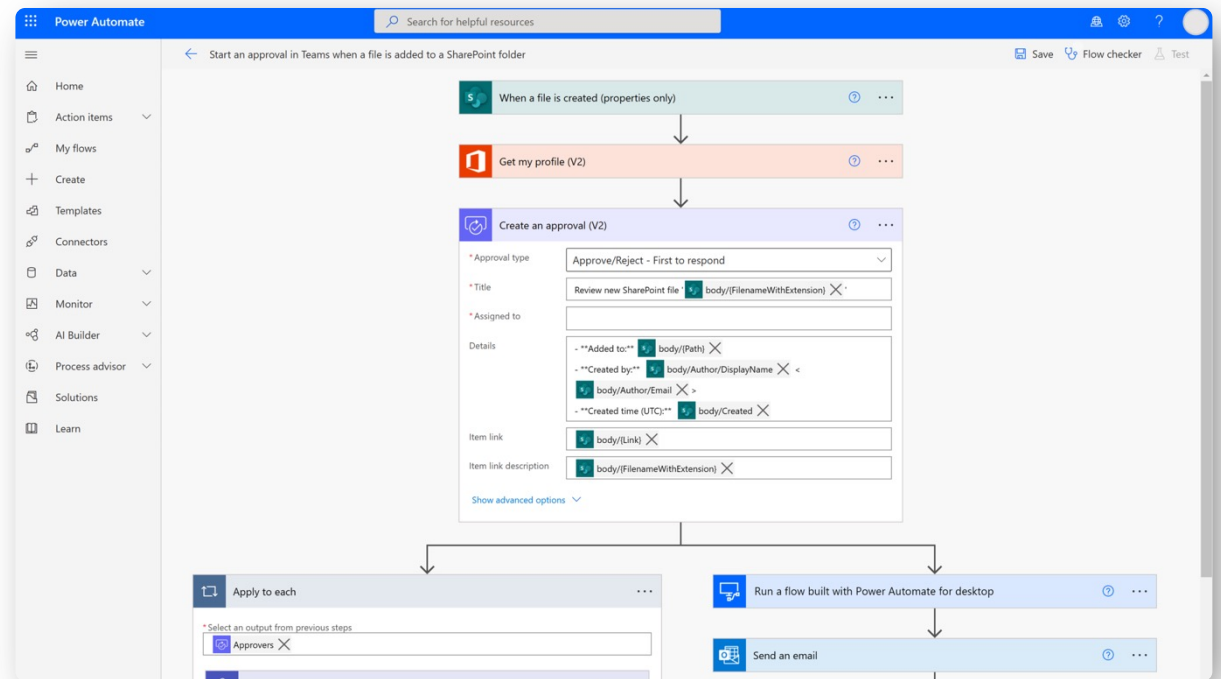 Power Automate
Search for helpful resources
?
Start an approval in Teams when a file is added to a SharePoint folder
Save Flow checker Test
Home
Action items
My flows
Create
Templates
Connectors
Data
Monitor
AI Builder
Process advisor
Solutions
Learn
When a file is created (properties only)
Get my profile (V2)
Create an approval (V2)
* Approval type Approve/Reject - First to respond
* Title Review new SharePoint file ' body/{FilenameWithExtension} '
* Assigned to
Details - **Added to:** body/{Path}
- **Created by:** body/Author/DisplayName <
body/Author/Email >
- **Created time (UTC):** body/Created
Item link body/{Link}
Item link description body/{FilenameWithExtension}
Show advanced options
Apply to each
* Select an output from previous steps
Approvers
Run a flow built with Power Automate for desktop
Send an email